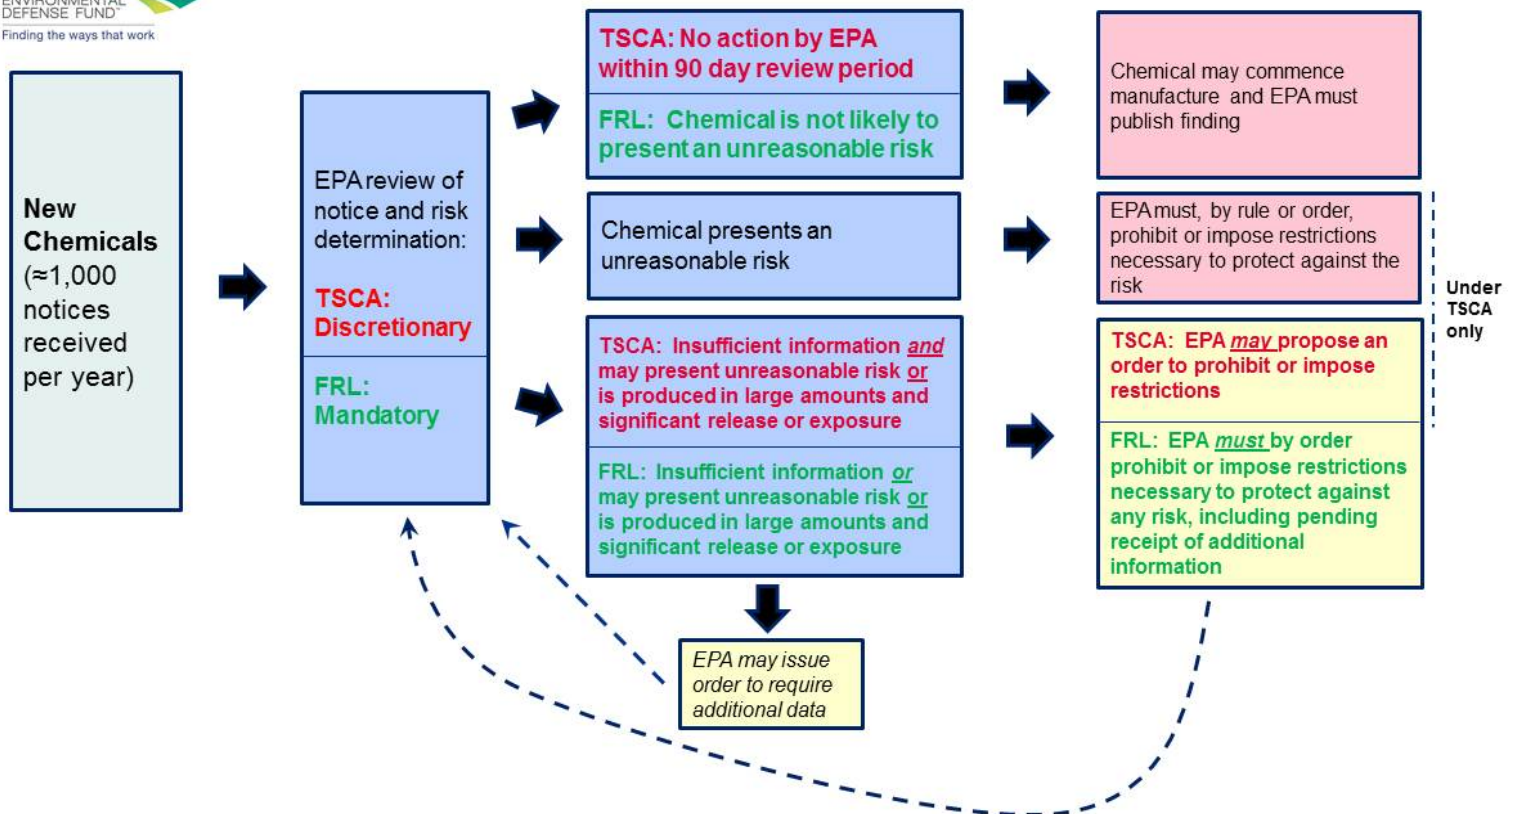 ENVIRONMENTAL
DEFENSE FUND™
Finding the ways that work
New
Chemicals
(≈1,000
notices
received
per year)
EPA review of
notice and risk
determination:
TSCA:
Discretionary
FRL:
Mandatory
TSCA: No action by EPA
within 90 day review period
FRL: Chemical is not likely to
present an unreasonable risk
Chemical may commence
manufacture and EPA must
publish finding
Chemical presents an
unreasonable risk
EPA must, by rule or order,
prohibit or impose restrictions
necessary to protect against the
risk
TSCA: Insufficient information and
may present unreasonable risk or
is produced in large amounts and
significant release or exposure
FRL: Insufficient information or
may present unreasonable risk or
is produced in large amounts and
significant release or exposure
TSCA: EPA may propose an
order to prohibit or impose
restrictions
FRL: EPA must by order
prohibit or impose restrictions
necessary to protect against
any risk, including pending
receipt of additional
information
Under
TSCA
only
EPA may issue
order to require
additional data